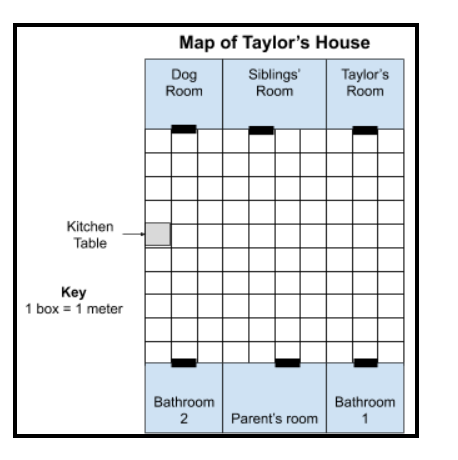 Map of Taylor's House
Dog
Room
Siblings'
Room
Taylor's
Room
Kitchen
Table
Key
1 box = 1 meter
Bathroom
2
Parent's room
Bathroom
1